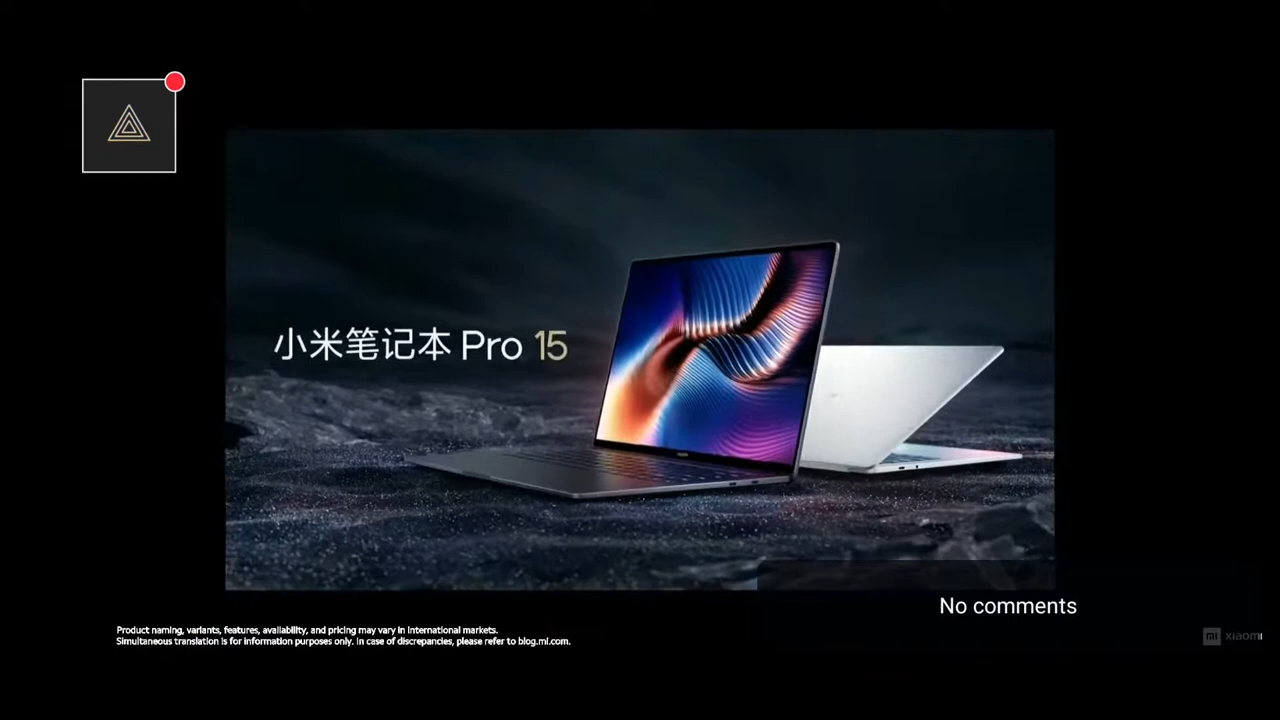 小米笔记本 Pro 15
No comments
Product naming, variants, features, availability, and pricing may vary in international markets.
Simultaneous translation is for information purposes only. In case of discrepancies, please refer to blog.mi.com.
mi xiaomi